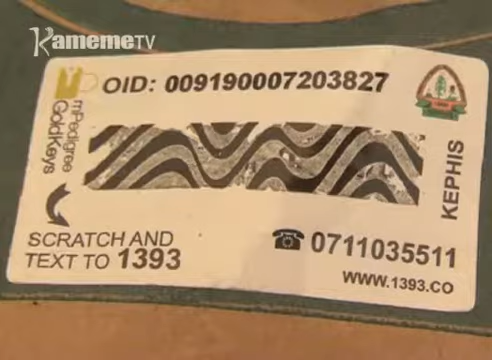 KamemeTV
OID: 009190007203827
mPedigree
GoldKeys
KEPHIS
SCRATCH AND
TEXT TO 1393
0711035511
WWW.1393.CO